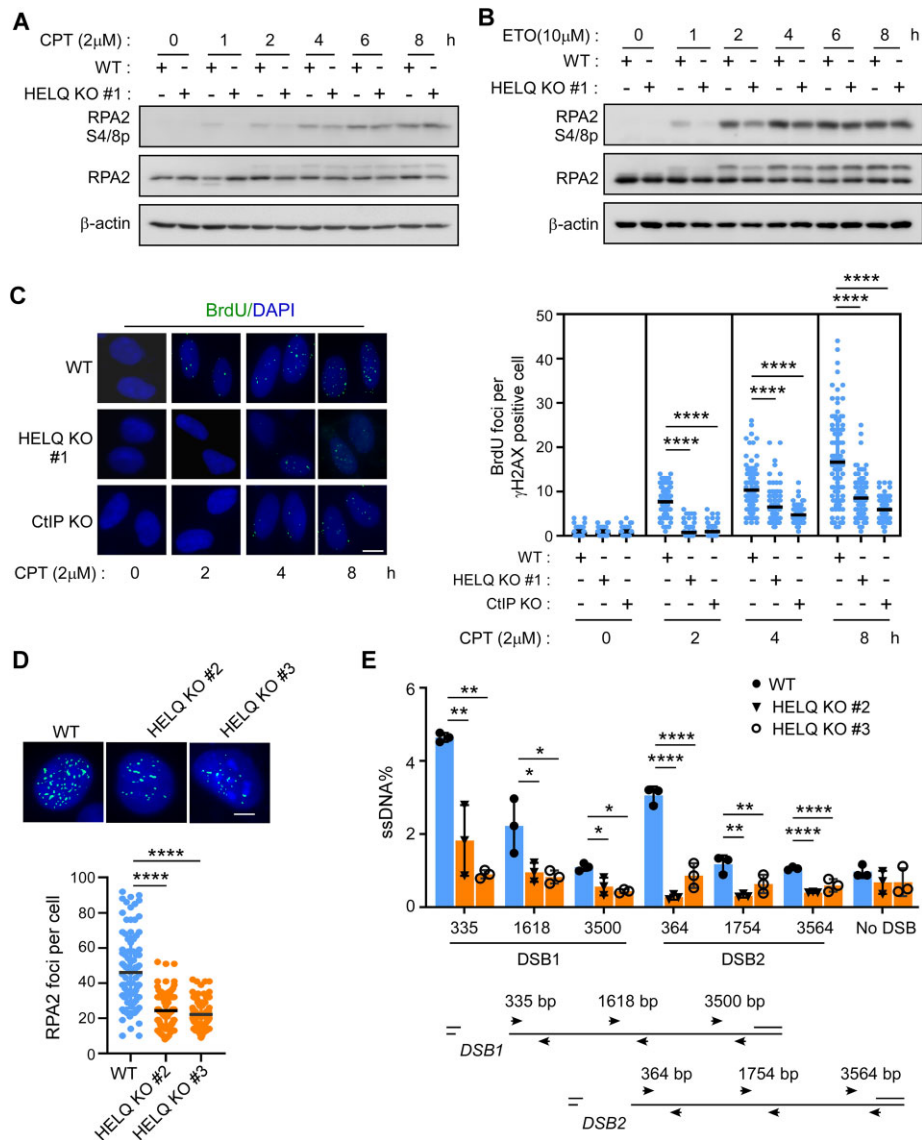 A
CPT (2μM) : 0 1 2 4 6 8 h
WT : + - + - + - + - + - + -
HELQ KO #1 : - + - + - + - + - + - +
RPA2
S4/8p
RPA2
β-actin
B
ETO(10μM) : 0 1 2 4 6 8 h
WT : + - + - + - + - + - + -
HELQ KO #1 : - + - + - + - + - + - +
RPA2
S4/8p
RPA2
β-actin
C
BrdU/DAPI
WT
HELQ KO
#1
CtIP KO
CPT (2μM) : 0 2 4 8 h
BrdU foci per
γH2AX positive cell
50
40
30
20
10
0
****
****
****
****
****
****
WT : + - - + - - + - - + - -
HELQ KO #1 : - + - - + - - + - - + -
CtIP KO : - - + - - + - - + - - +
CPT (2μM) : 0 2 4 8 h
D
WT HELQ KO #2 HELQ KO #3
RPA2 foci per cell
100
80
60
40
20
0
****
****
WT HELQ KO #2 HELQ KO #3
E
WT
HELQ KO #2
HELQ KO #3
ssDNA%
6
4
2
0
**
**
*
*
*
*
****
****
**
**
****
****
335 1618 3500 364 1754 3564 No DSB
DSB1 DSB2
335 bp 1618 bp 3500 bp
DSB1
364 bp 1754 bp 3564 bp
DSB2